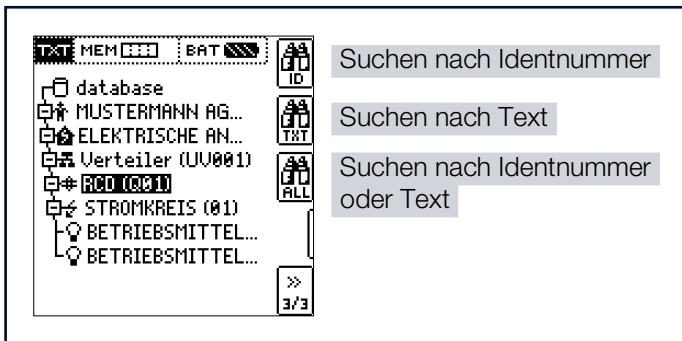 TXT MEM BAT
ID
database
MUSTERMANN AG...
ELEKTRISCHE AN...
TXT
Verteiler (UV001)
RCD (Q01)
ALL
STROMKREIS (01)
BETRIEBSMITTEL...
BETRIEBSMITTEL...
»
3/3
Suchen nach Identnummer
Suchen nach Text
Suchen nach Identnummer
oder Text